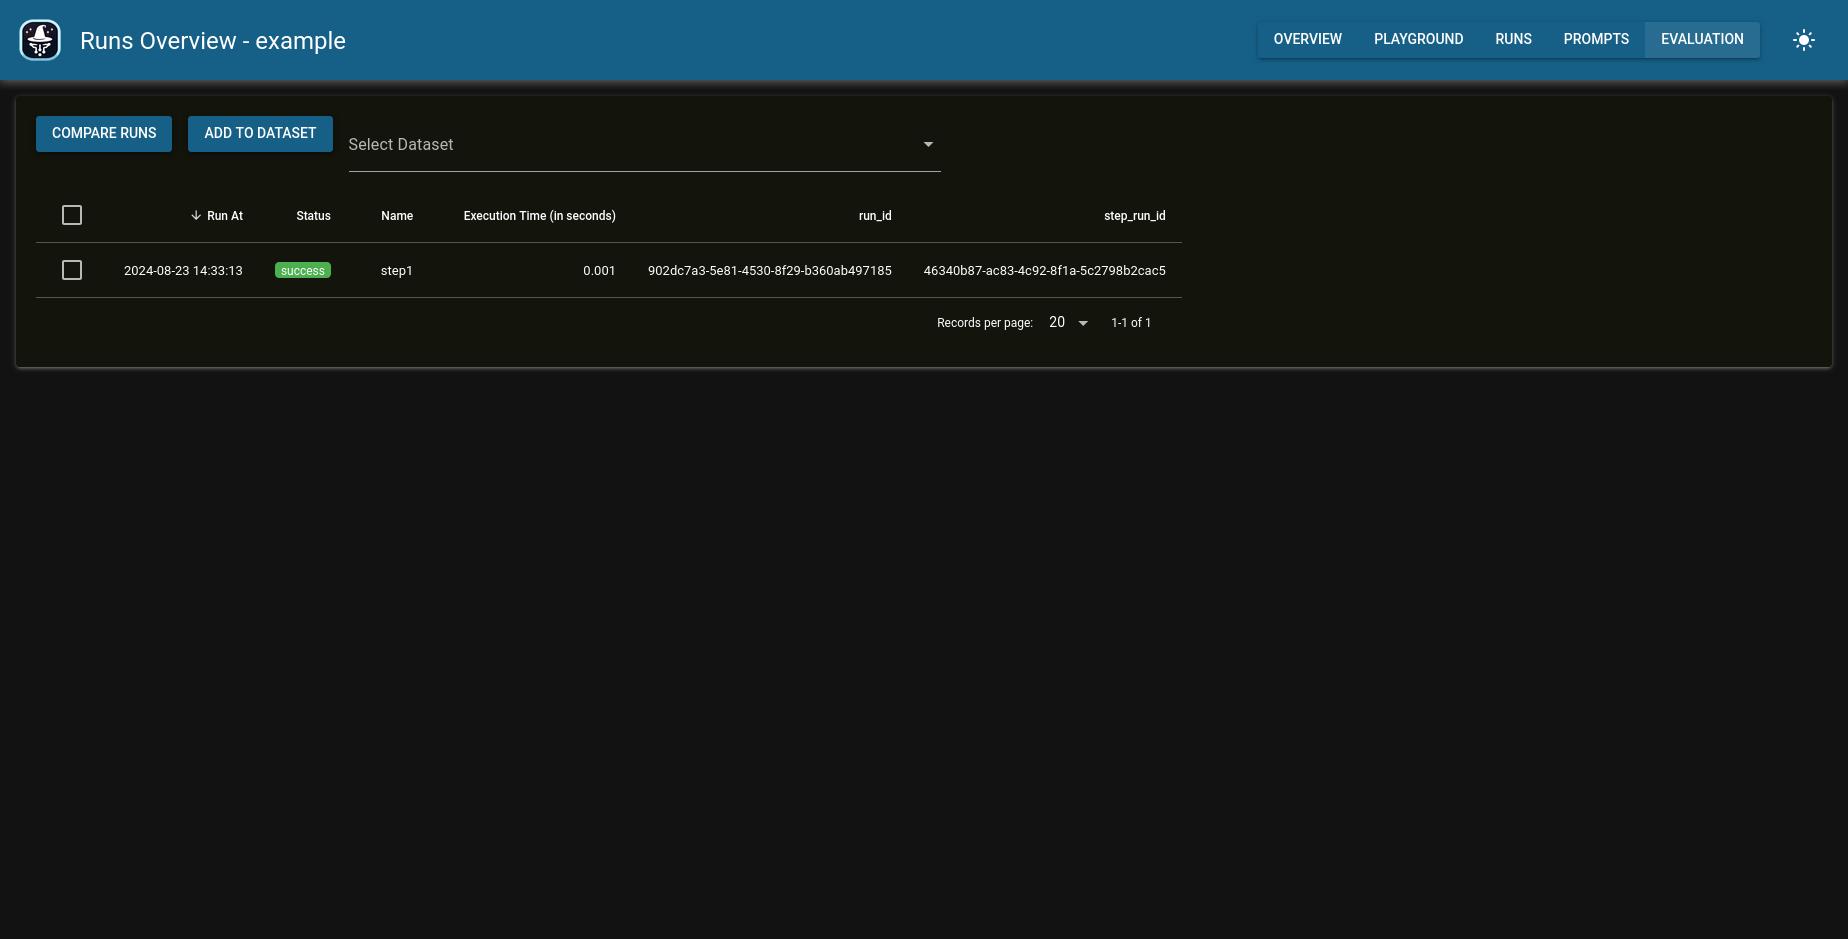 Runs Overview - example
OVERVIEW PLAYGROUND RUNS PROMPTS EVALUATION
COMPARE RUNS ADD TO DATASET Select Dataset
Run At Status Name Execution Time (in seconds) run_id step_run_id
2024-08-23 14:33:13 success step1 0.001 902dc7a3-5e81-4530-8f29-b360ab497185 46340b87-ac83-4c92-8f1a-5c2798b2cac5
Records per page: 20 1-1 of 1